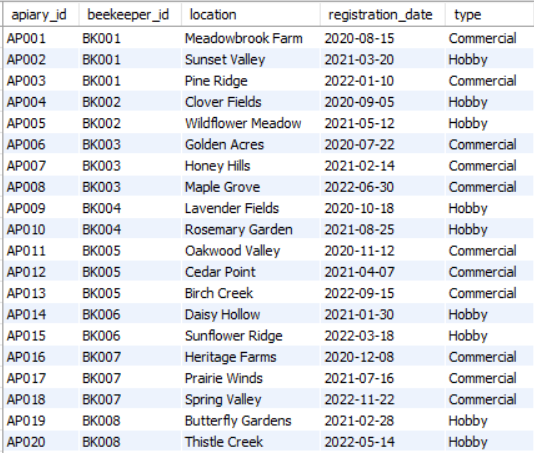 apiary_id beekeeper_id location registration_date type
AP001 BK001 Meadowbrook Farm 2020-08-15 Commercial
AP002 BK001 Sunset Valley 2021-03-20 Hobby
AP003 BK001 Pine Ridge 2022-01-10 Commercial
AP004 BK002 Clover Fields 2020-09-05 Hobby
AP005 BK002 Wildflower Meadow 2021-05-12 Hobby
AP006 BK003 Golden Acres 2020-07-22 Commercial
AP007 BK003 Honey Hills 2021-02-14 Commercial
AP008 BK003 Maple Grove 2022-06-30 Commercial
AP009 BK004 Lavender Fields 2020-10-18 Hobby
AP010 BK004 Rosemary Garden 2021-08-25 Hobby
AP011 BK005 Oakwood Valley 2020-11-12 Commercial
AP012 BK005 Cedar Point 2021-04-07 Commercial
AP013 BK005 Birch Creek 2022-09-15 Commercial
AP014 BK006 Daisy Hollow 2021-01-30 Hobby
AP015 BK006 Sunflower Ridge 2022-03-18 Hobby
AP016 BK007 Heritage Farms 2020-12-08 Commercial
AP017 BK007 Prairie Winds 2021-07-16 Commercial
AP018 BK007 Spring Valley 2022-11-22 Commercial
AP019 BK008 Butterfly Gardens 2021-02-28 Hobby
AP020 BK008 Thistle Creek 2022-05-14 Hobby